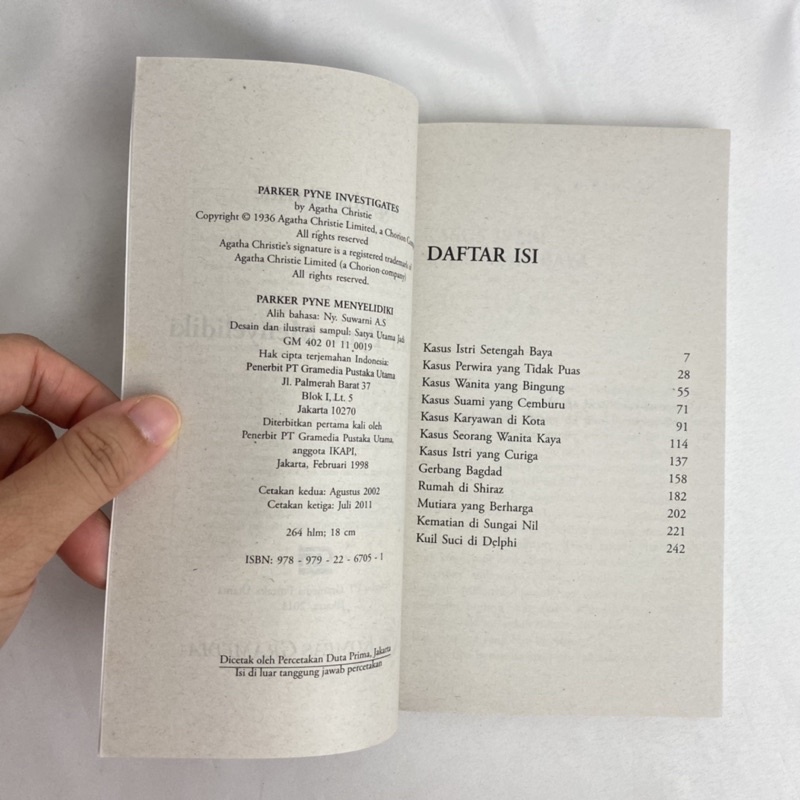 PARKER PYNE INVESTIGATES
by Agatha Christie
Copyright © 1936 Agatha Christie Limited, a Chorion
All rights reserved
Agatha Christie's signature is a registered trademark of
Agatha Christie Limited (a Chorion company)
All rights reserved.
PARKER PYNE MENYELIDIKI
Alih bahasa: Ny. Suwarni A.S
Desain dan ilustrasi sampul: Satya Utama Jadi
GM 402 01 11 0019
Hak cipta terjemahan Indonesia:
Penerbit PT Gramedia Pustaka Utama
Jl. Palmerah Barat 37
Blok I, Lt. 5
Jakarta 10270
Diterbitkan pertama kali oleh
Penerbit PT Gramedia Pustaka Utama,
anggota IKAPI,
Jakarta, Februari 1998
Cetakan kedua: Agustus 2002
Cetakan ketiga: Juli 2011
264 hlm; 18 cm
ISBN: 978 - 979 - 22 - 6705 - 1
Dicetak oleh Percetakan Duta Prima, Jakarta
Isi di luar tanggung jawab percetakan
DAFTAR ISI
Kasus Istri Setengah Baya 7
Kasus Perwira yang Tidak Puas 28
Kasus Wanita yang Bingung 55
Kasus Suami yang Cemburu 71
Kasus Karyawan di Kota 91
Kasus Seorang Wanita Kaya 114
Kasus Istri yang Curiga 137
Gerbang Bagdad 158
Rumah di Shiraz 182
Mutiara yang Berharga 202
Kematian di Sungai Nil 221
Kuil Suci di Delphi 242